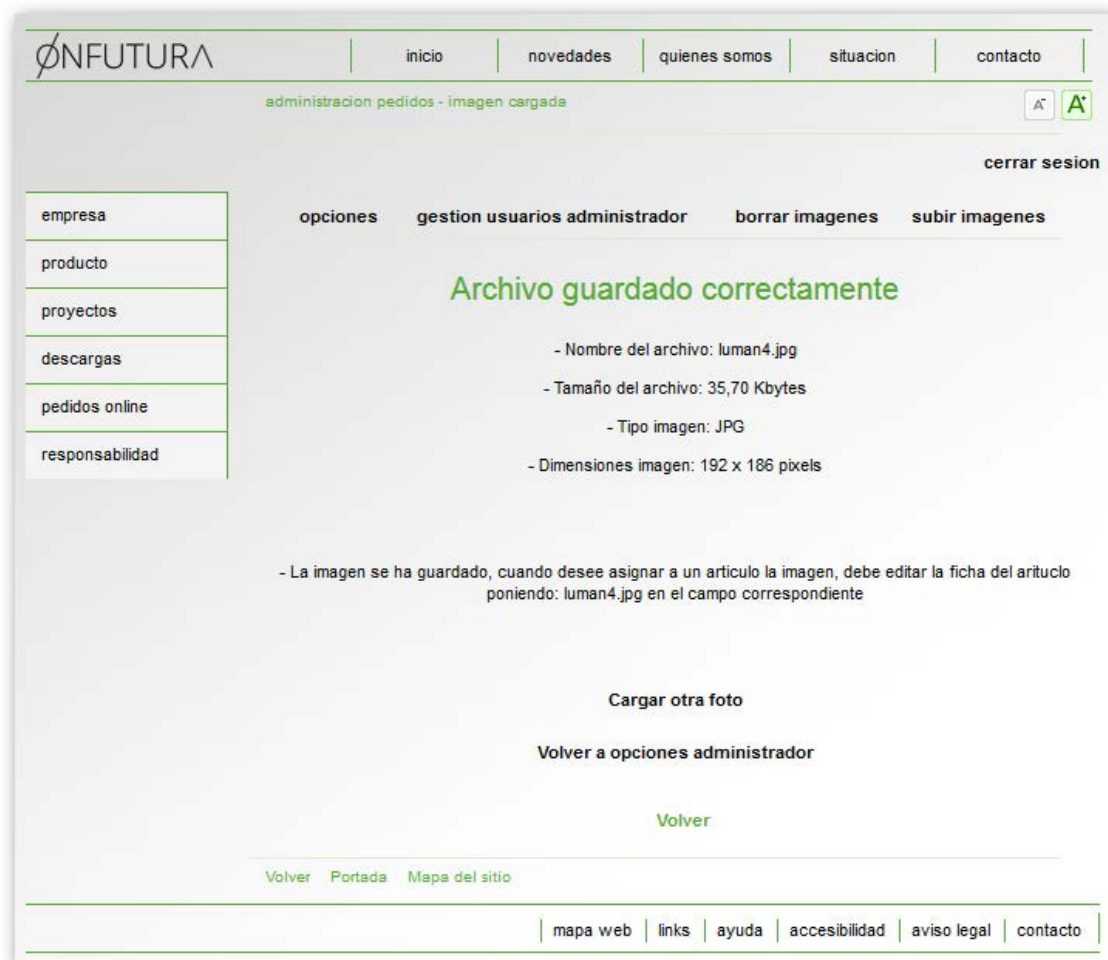 ØNFUTURA
inicio novedades quienes somos situacion contacto
administracion pedidos - imagen cargada
A- A+
cerrar sesion
opciones gestion usuarios administrador borrar imagenes subir imagenes
empresa
producto
proyectos
descargas
pedidos online
responsabilidad
Archivo guardado correctamente
- Nombre del archivo: luman4.jpg
- Tamaño del archivo: 35,70 Kbytes
- Tipo imagen: JPG
- Dimensiones imagen: 192 x 186 pixels
- La imagen se ha guardado, cuando desee asignar a un articulo la imagen, debe editar la ficha del arituclo
poniendo: luman4.jpg en el campo correspondiente
Cargar otra foto
Volver a opciones administrador
Volver
Volver Portada Mapa del sitio
mapa web links ayuda accesibilidad aviso legal contacto